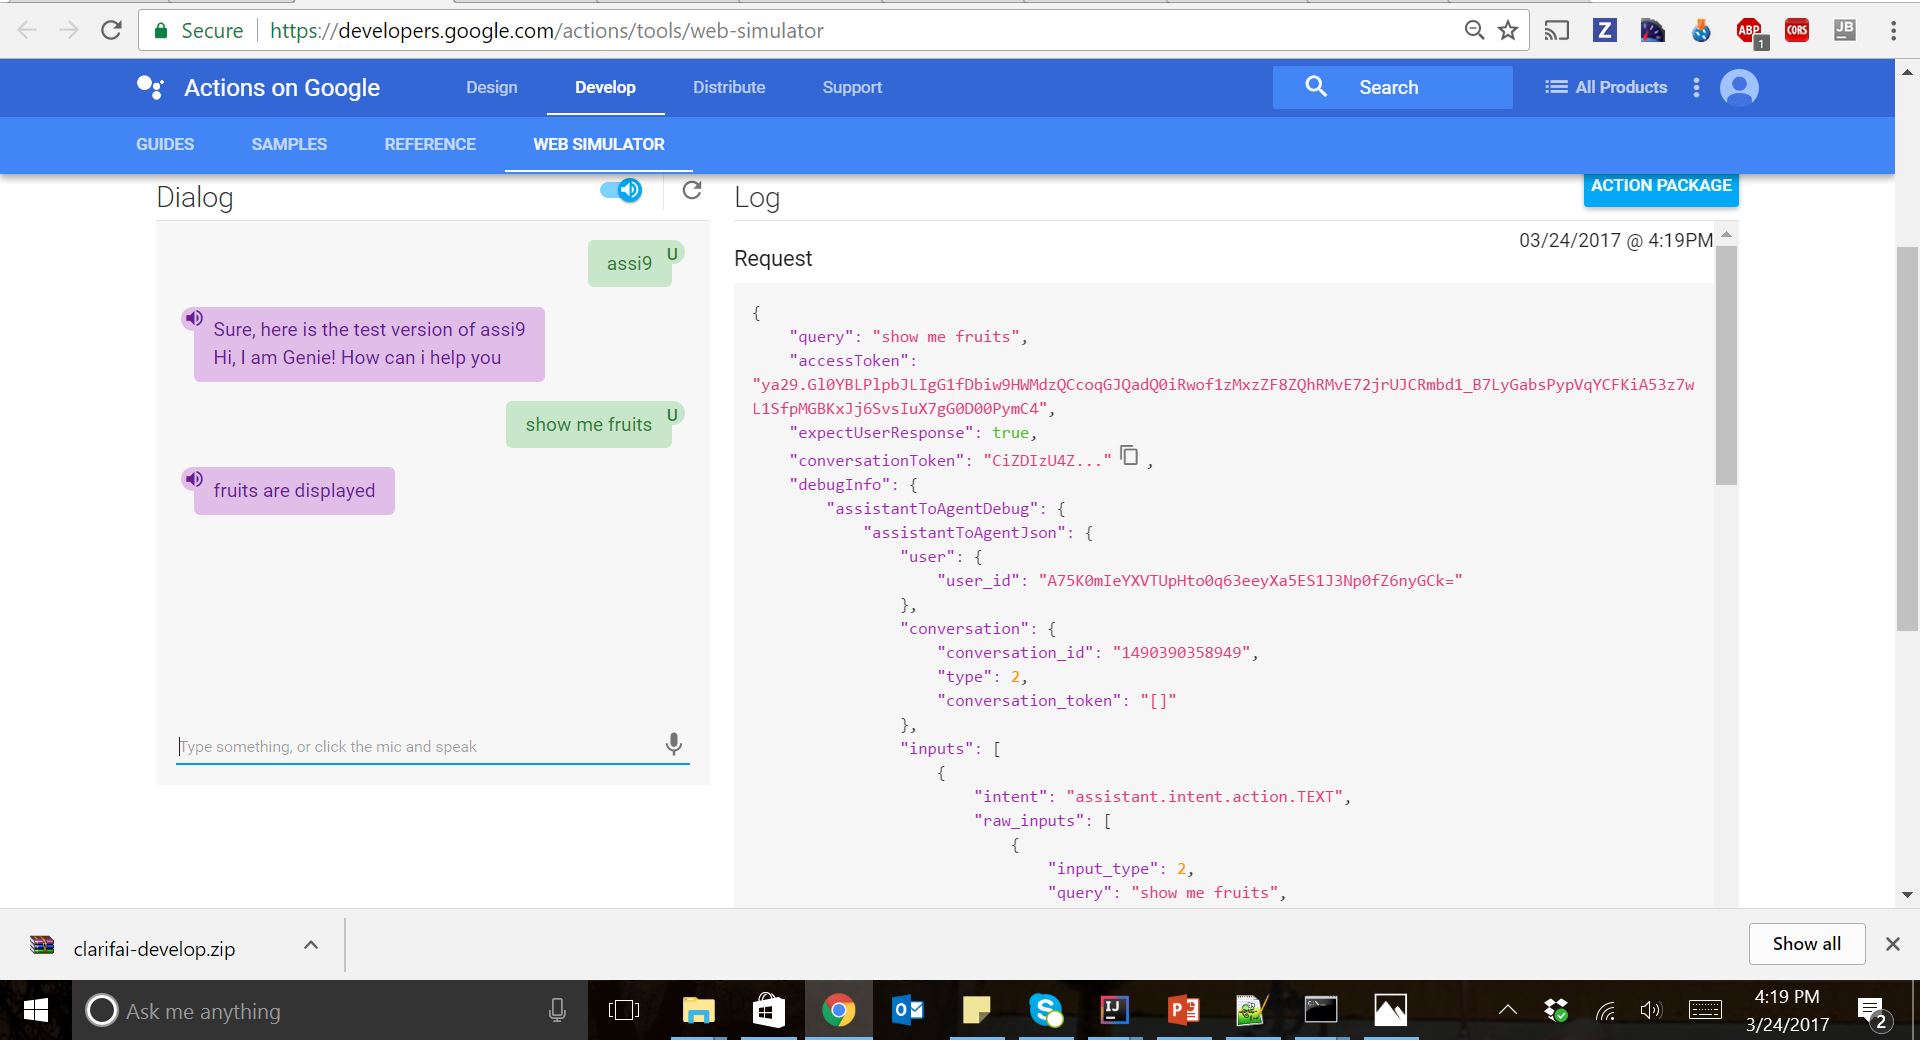 Secure https://developers.google.com/actions/tools/web-simulator
Z ABP 1 CORS JB
Actions on Google Design Develop Distribute Support Search All Products
GUIDES SAMPLES REFERENCE WEB SIMULATOR
Dialog
Log
ACTION PACKAGE
03/24/2017 @ 4:19PM
assi9 U
Sure, here is the test version of assi9
Hi, I am Genie! How can i help you
show me fruits U
fruits are displayed
Type something, or click the mic and speak
Request
{
"query": "show me fruits",
"accessToken":
"ya29.Gl0YBLPlpbJLIgG1fDbiw9HWMdzQCcoqGJQadQ0iRwof1zMxzZF8ZQhRMvE72jrUJCRmbd1_B7LyGabsPypVqYCFKiA53z7w
L1SfpMGBKxJj6SvsIuX7gG0D00PymC4",
"expectUserResponse": true,
"conversationToken": "CiZDIzU4Z..." ,
"debugInfo": {
"assistantToAgentDebug": {
"assistantToAgentJson": {
"user": {
"user_id": "A75K0mIeYXVTUpHto0q63eeyXa5ES1J3Np0fZ6nyGCk="
},
"conversation": {
"conversation_id": "1490390358949",
"type": 2,
"conversation_token": "[]"
},
"inputs": [
{
"intent": "assistant.intent.action.TEXT",
"raw_inputs": [
{
"input_type": 2,
"query": "show me fruits",
clarifai-develop.zip
Show all
Ask me anything
4:19 PM
3/24/2017
2